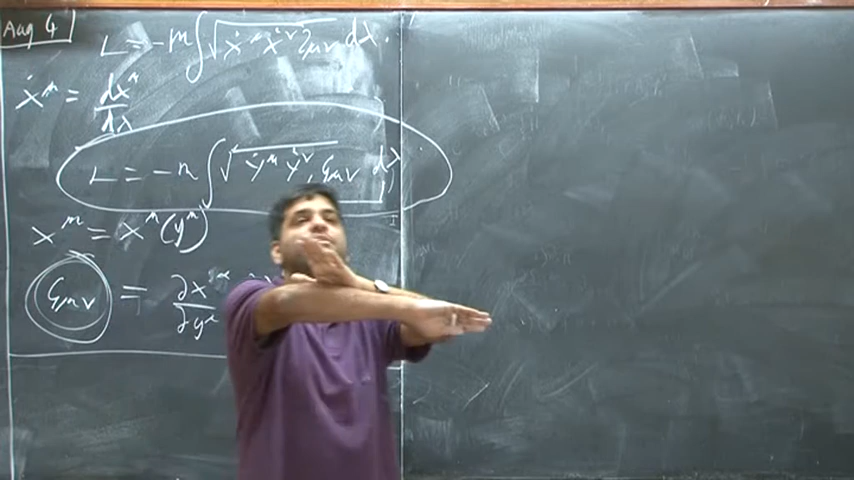 Aug 4
L = -m ∫ √ẋ^μ ẋ^ν η_μν dλ.
ẋ^μ = dx^μ/dλ
L = -m ∫ √ẏ^μ ẏ^ν g_μν dλ
x^μ = x^μ(y^μ)
g_μν = ∂x
∂y